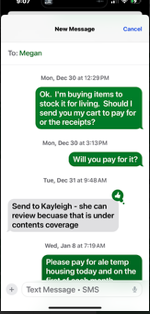 9:07
New Message
Cancel
To: Megan
Mon, Dec 30 at 12:29PM
Ok. I'm buying items to
stock it for living. Should I
send you my cart to pay for
or the receipts?
Mon, Dec 30 at 3:13PM
Will you pay for it?
Tue, Dec 31 at 9:48AM
Send to Kayleigh - she can
review becuase that is under
contents coverage
Wed, Jan 8 at 7:19AM
Please pay for ale temp
housing today and on the
first of each month
Text Message • SMS